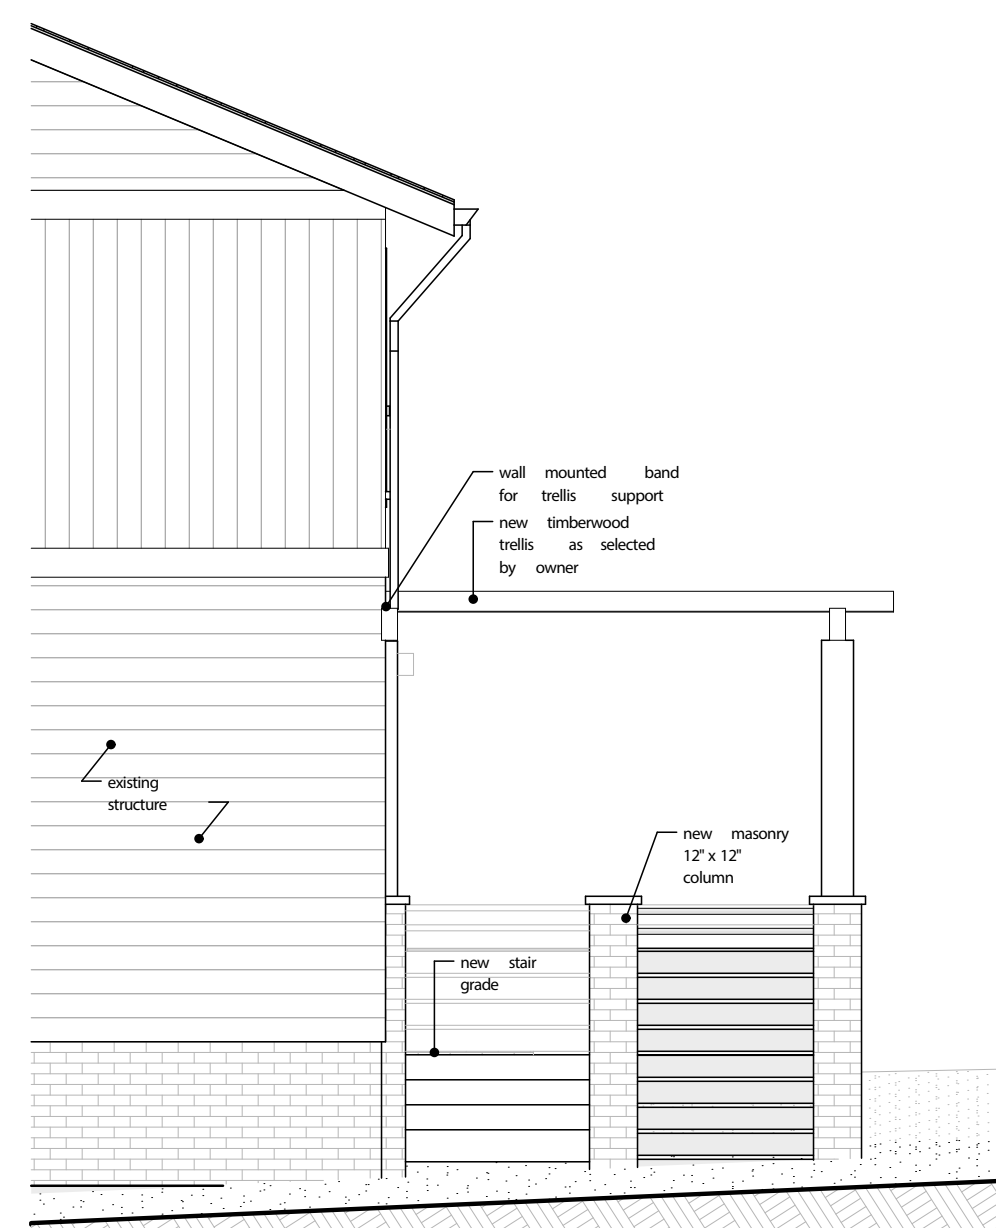 wall mounted band
for trellis support
new timberwood
trellis as selected
by owner
existing
structure
new masonry
12" x 12"
column
new stair
grade